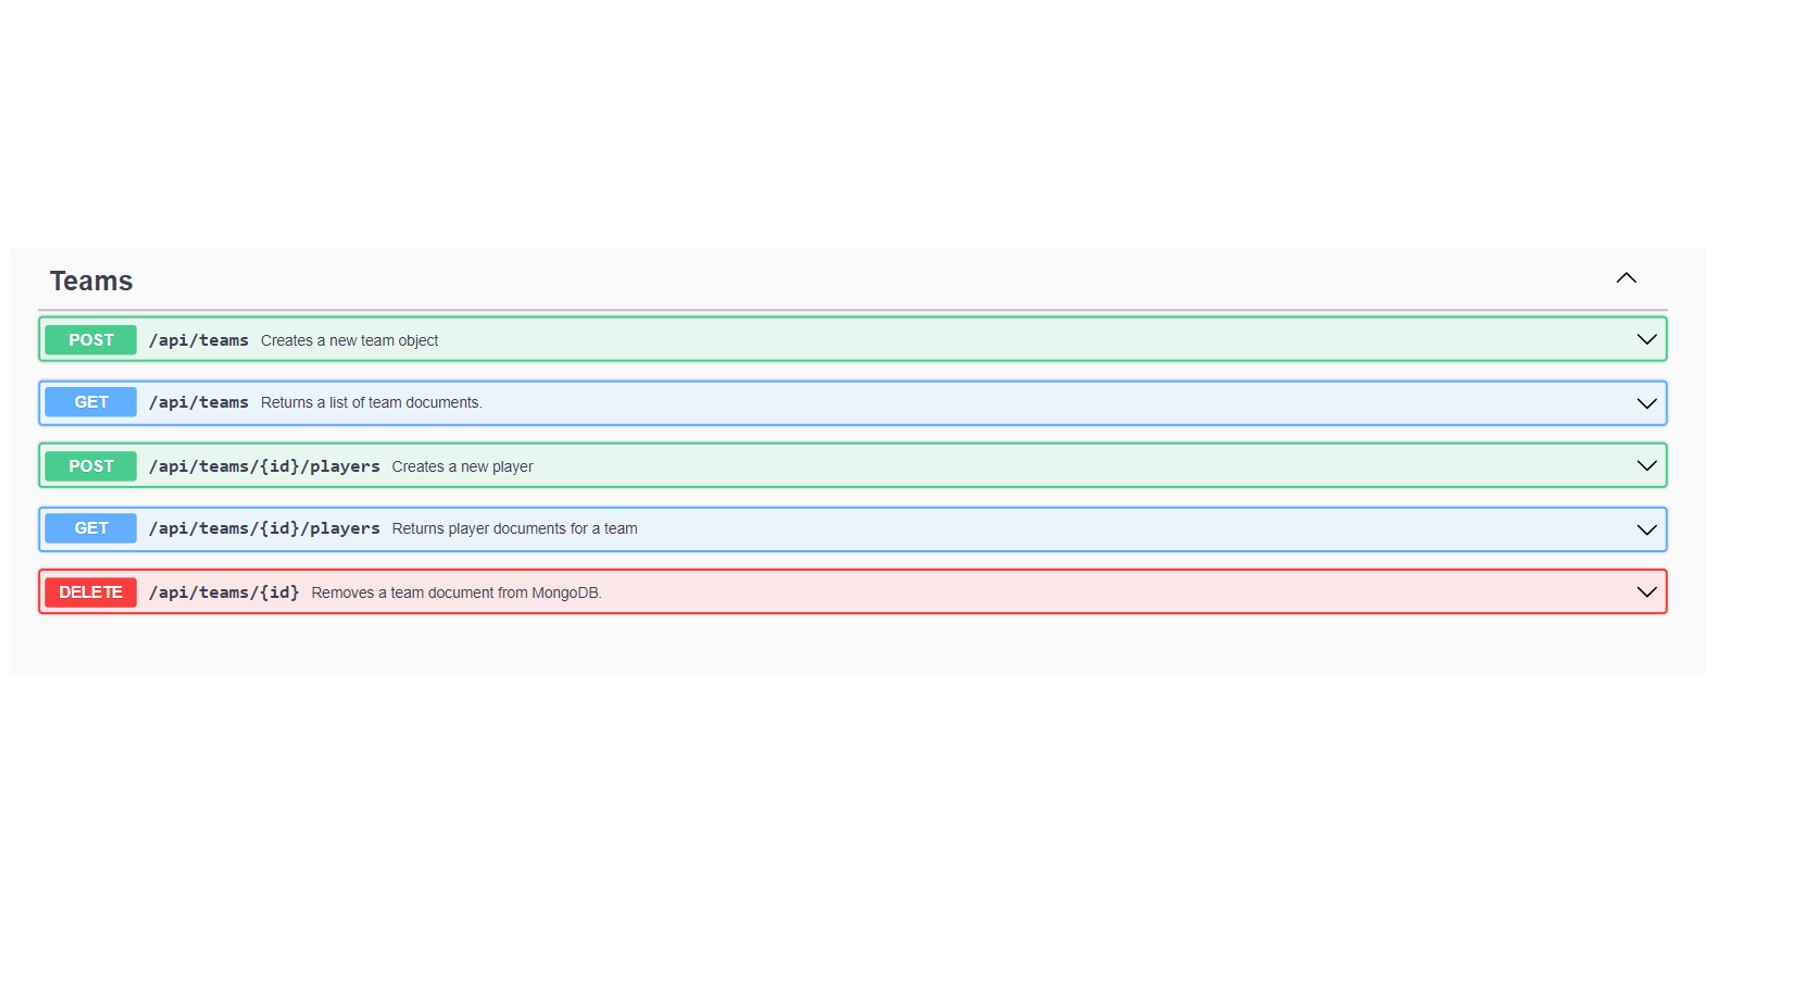 Teams
POST /api/teams Creates a new team object
GET /api/teams Returns a list of team documents.
POST /api/teams/{id}/players Creates a new player
GET /api/teams/{id}/players Returns player documents for a team
DELETE /api/teams/{id} Removes a team document from MongoDB.